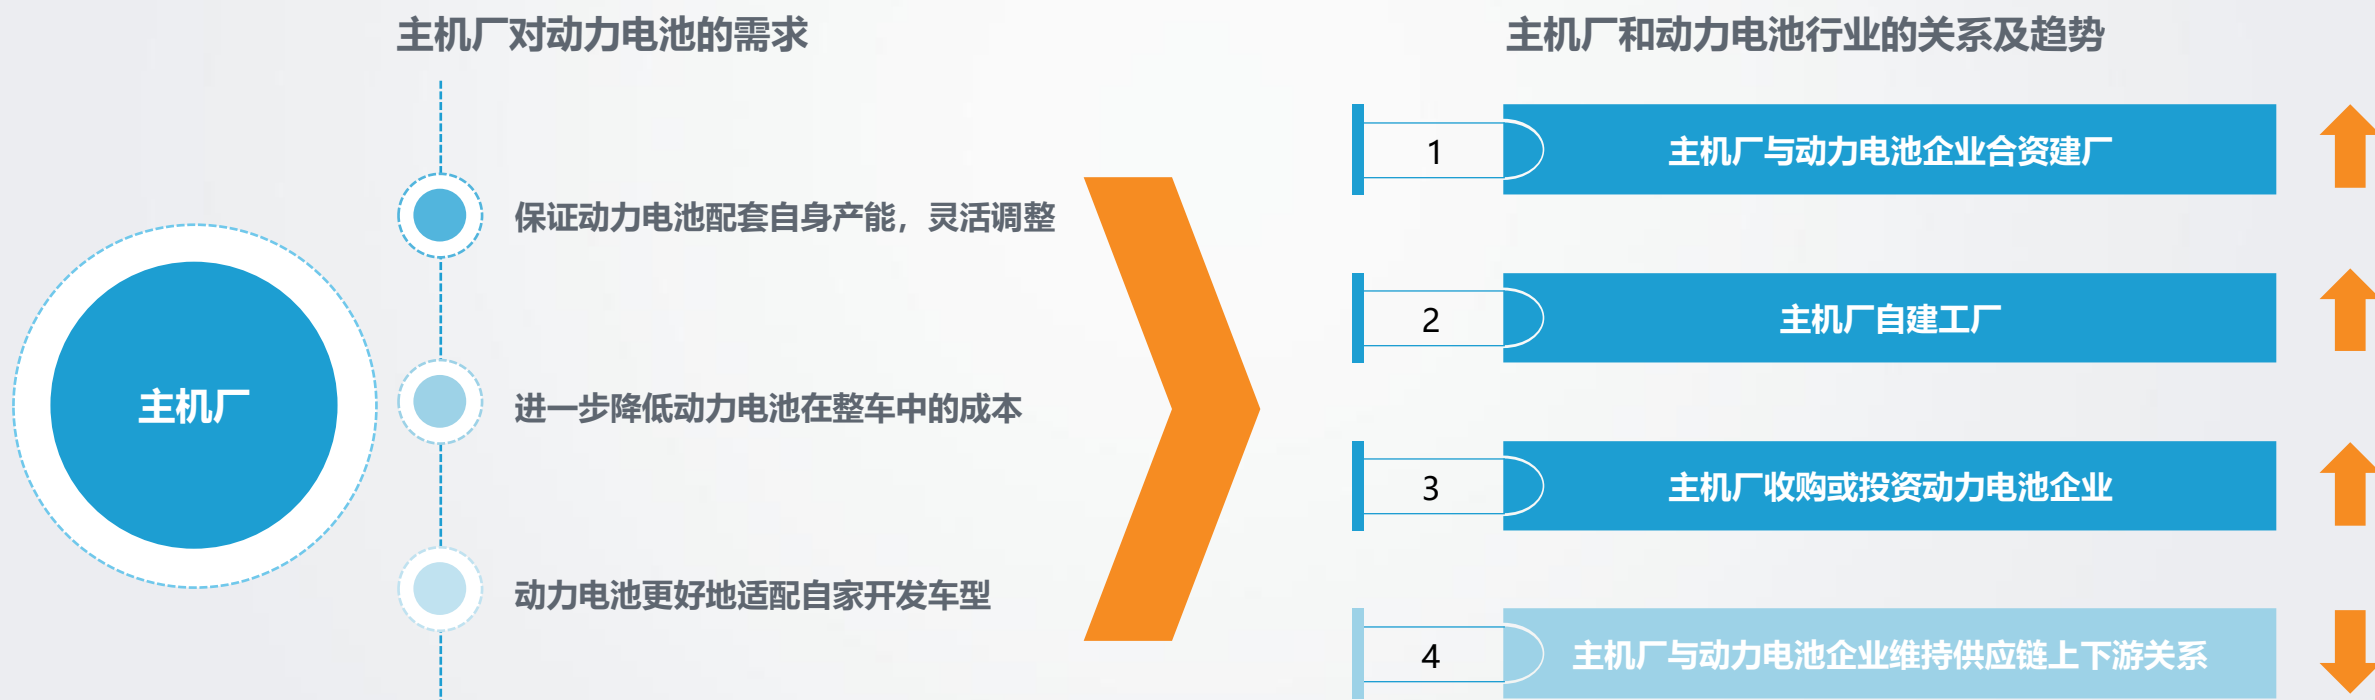 主机厂对动力电池的需求
主机厂
保证动力电池配套自身产能，灵活调整
进一步降低动力电池在整车中的成本
动力电池更好地适配自家开发车型
主机厂和动力电池行业的关系及趋势
1
主机厂与动力电池企业合资建厂
2
主机厂自建工厂
3
主机厂收购或投资动力电池企业
4
主机厂与动力电池企业维持供应链上下游关系